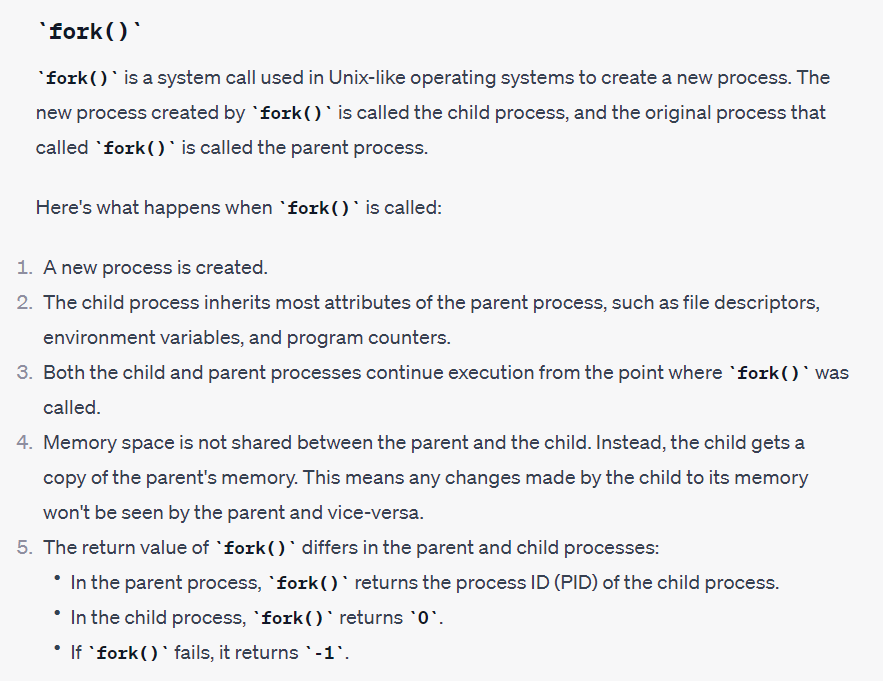 `fork()`
`fork()` is a system call used in Unix-like operating systems to create a new process. The
new process created by `fork()` is called the child process, and the original process that
called `fork()` is called the parent process.
Here's what happens when `fork()` is called:
1. A new process is created.
2. The child process inherits most attributes of the parent process, such as file descriptors,
environment variables, and program counters.
3. Both the child and parent processes continue execution from the point where `fork()` was
called.
4. Memory space is not shared between the parent and the child. Instead, the child gets a
copy of the parent's memory. This means any changes made by the child to its memory
won't be seen by the parent and vice-versa.
5. The return value of `fork()` differs in the parent and child processes:
• In the parent process, `fork()` returns the process ID (PID) of the child process.
• In the child process, `fork()` returns `0`.
• If `fork()` fails, it returns `-1`.